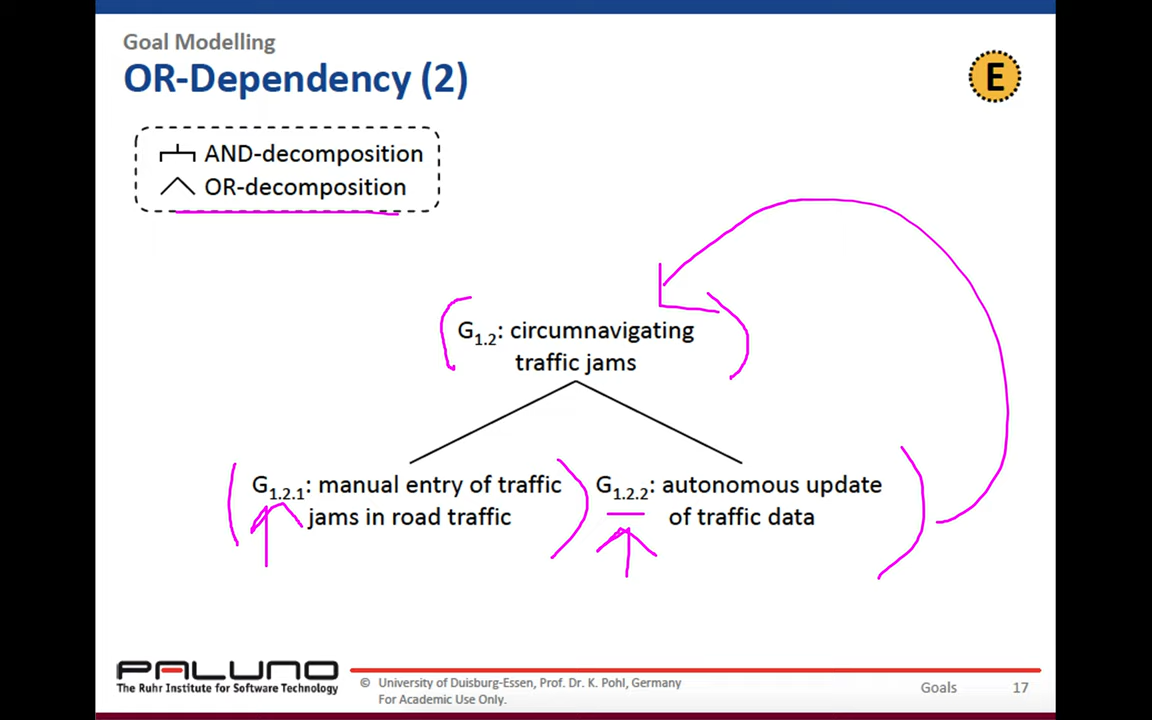 Goal Modelling
OR-Dependency (2)
E
AND-decomposition
OR-decomposition
G1.2: circumnavigating
traffic jams
G1.2.1: manual entry of traffic
jams in road traffic
G1.2.2: autonomous update
of traffic data
PALUNO
The Ruhr Institute for Software Technology
© University of Duisburg-Essen, Prof. Dr. K. Pohl, Germany
For Academic Use Only.
Goals 17